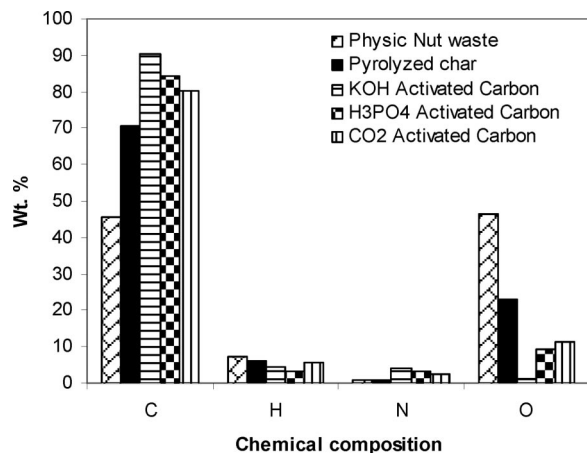 100
90
80
70
60
50
40
30
20
10
0
Wt. %
Physic Nut waste
Pyrolyzed char
KOH Activated Carbon
H3PO4 Activated Carbon
CO2 Activated Carbon
C H N O
Chemical composition